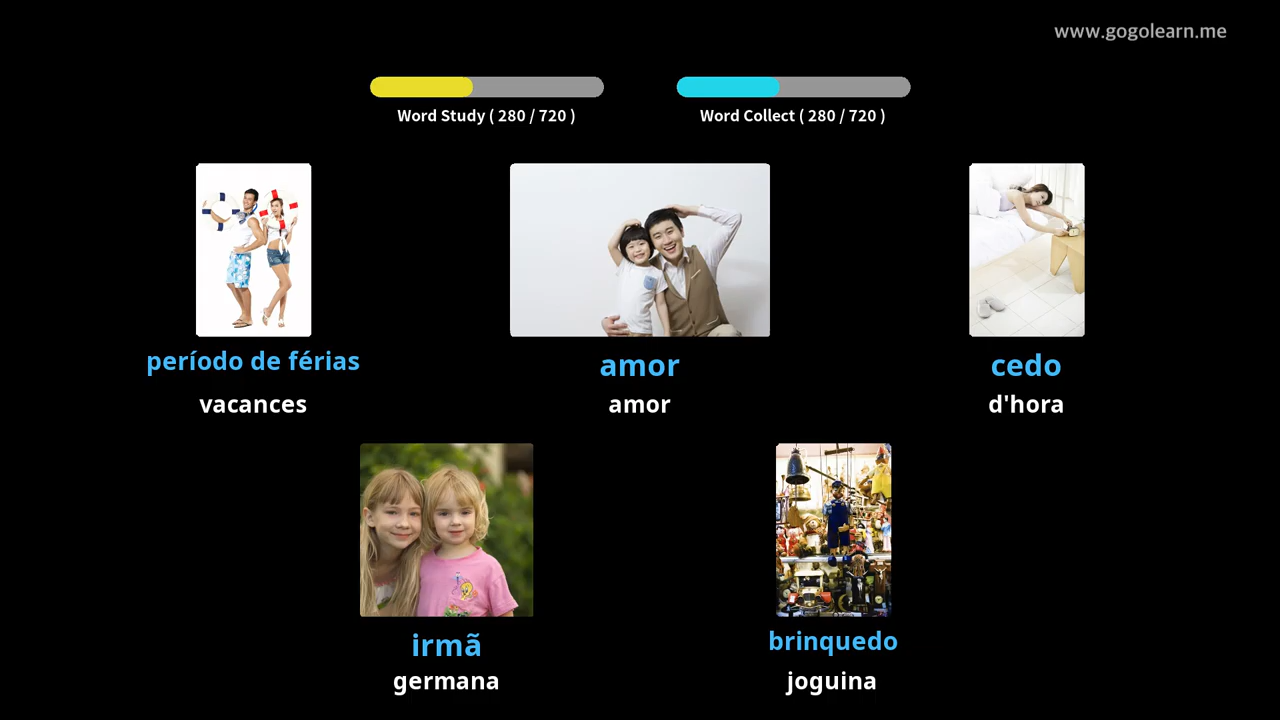 www.gogolearn.me
Word Study ( 280 / 720 )
Word Collect ( 280 / 720 )
período de férias
vacances
amor
amor
cedo
d'hora
irmã
germana
brinquedo
joguina